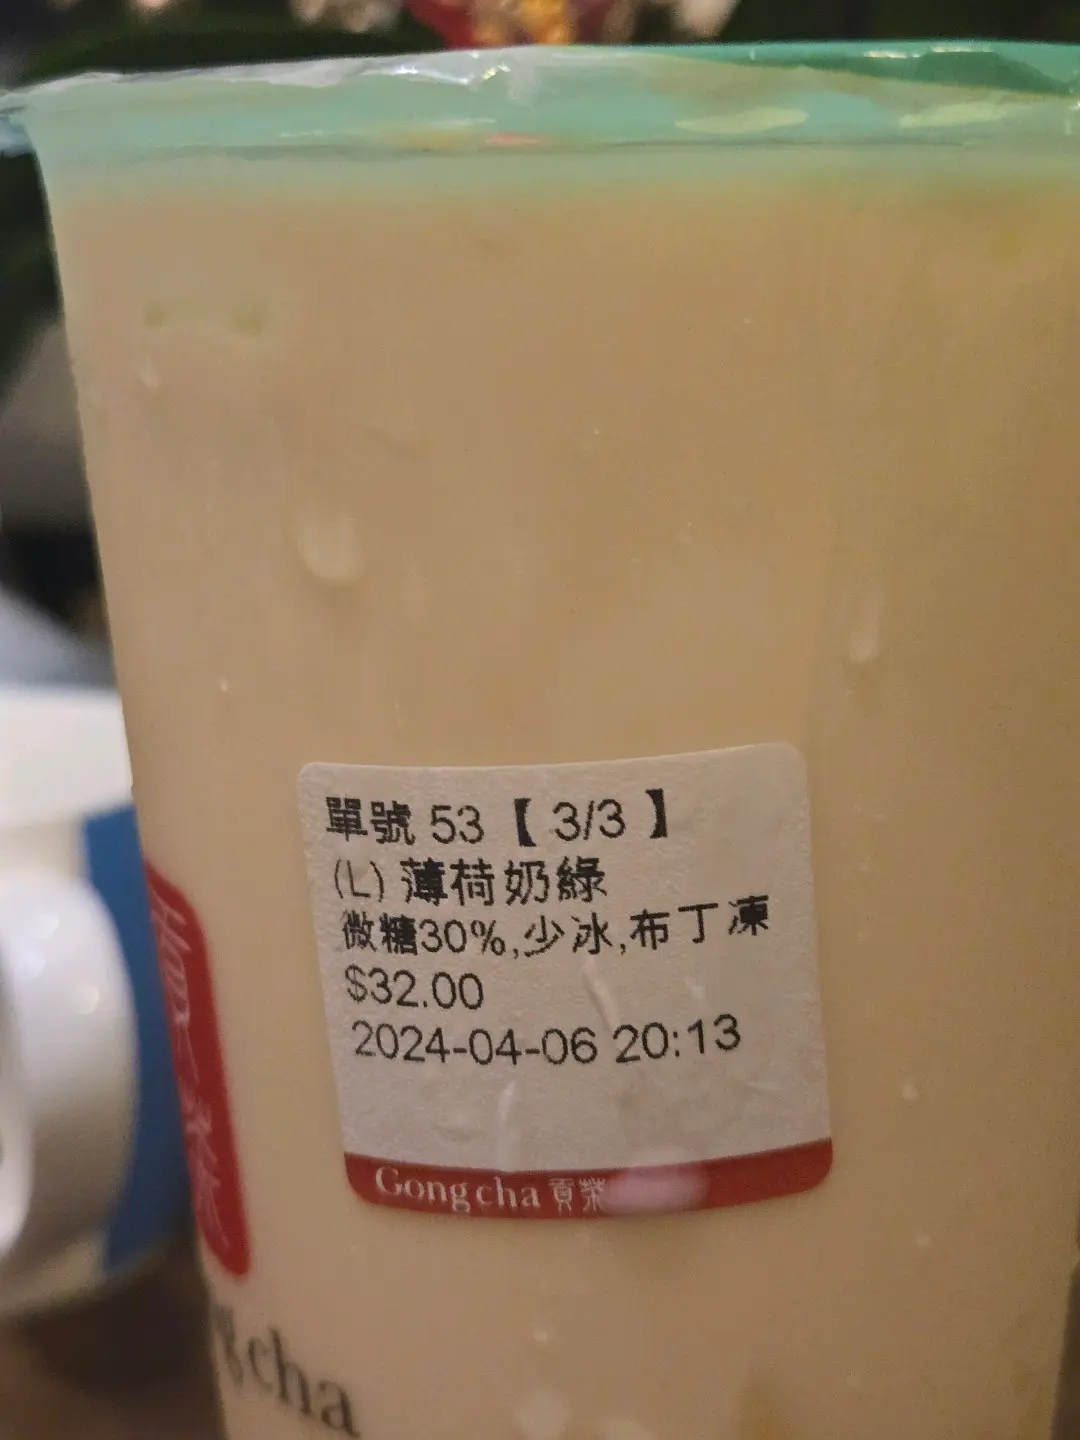 單號 53 【 3/3 】
(L) 薄荷奶綠
微糖30%,少冰,布丁凍
$32.00
2024-04-06 20:13
Gong cha 貢茶
cha